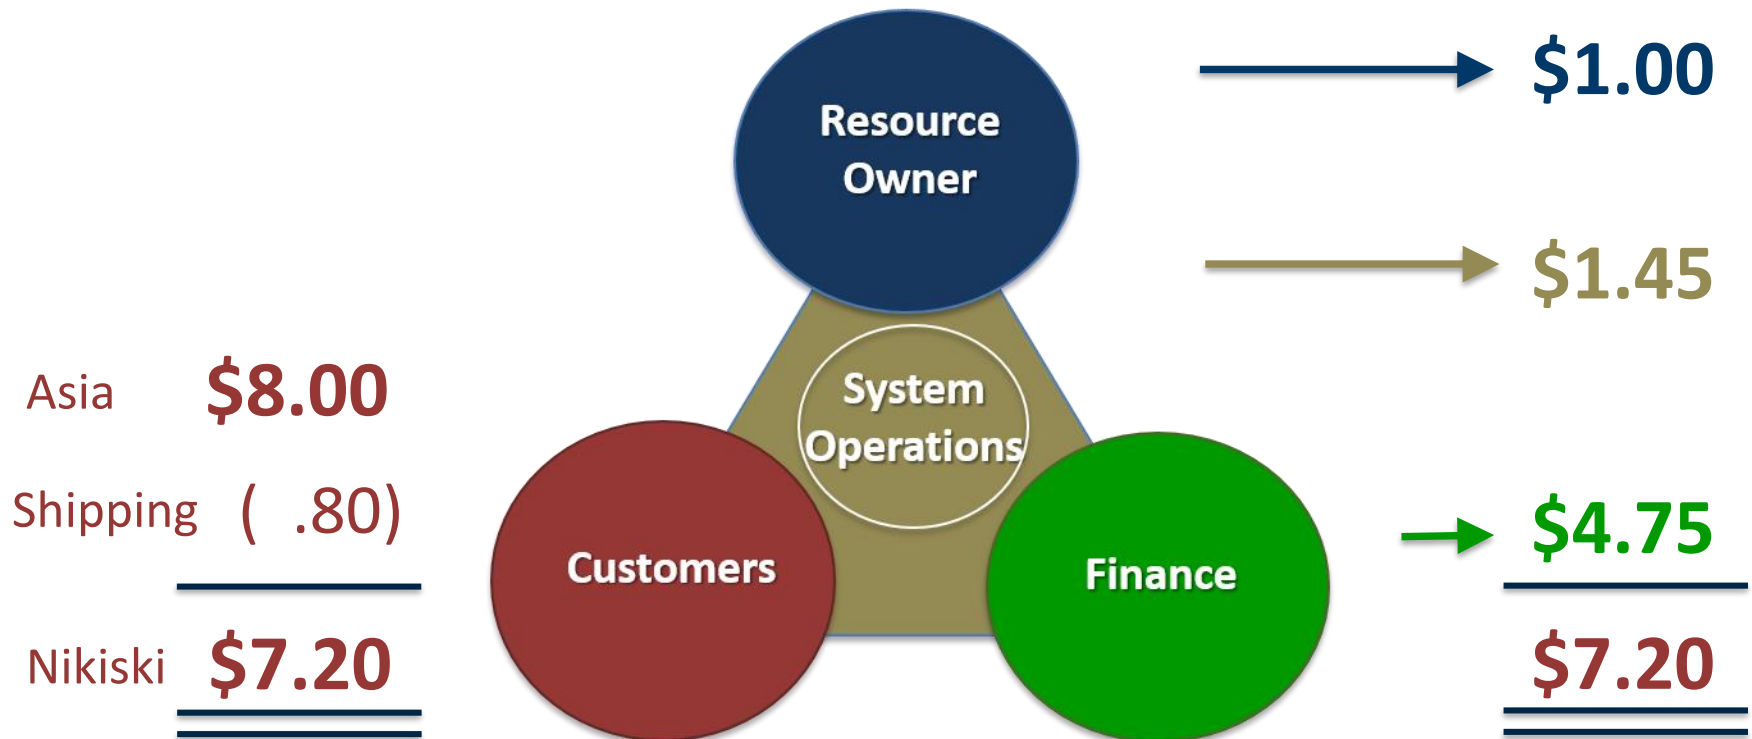 Resource
Owner
$1.00
$1.45
System
Operations
Asia $8.00
Shipping ( .80)
Customers
Finance
$4.75
Nikiski $7.20
$7.20